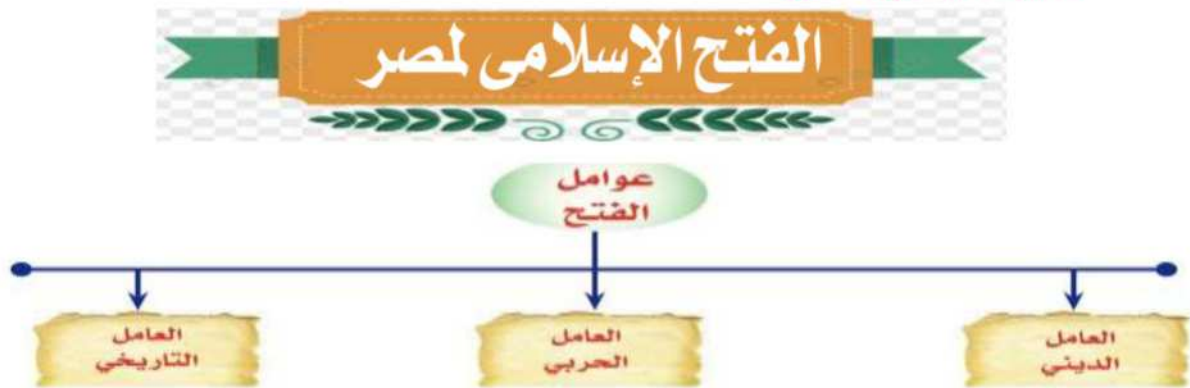 الفتح الإسلامى لمصر
عوامل
الفتح
العامل
الديني
العامل
الحربي
العامل
التاريخي